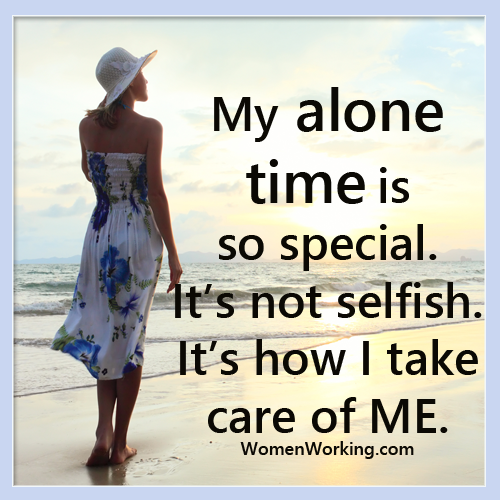 My alone
time is
so special.
It's not selfish.
It's how I take
care of ME.
WomenWorking.com